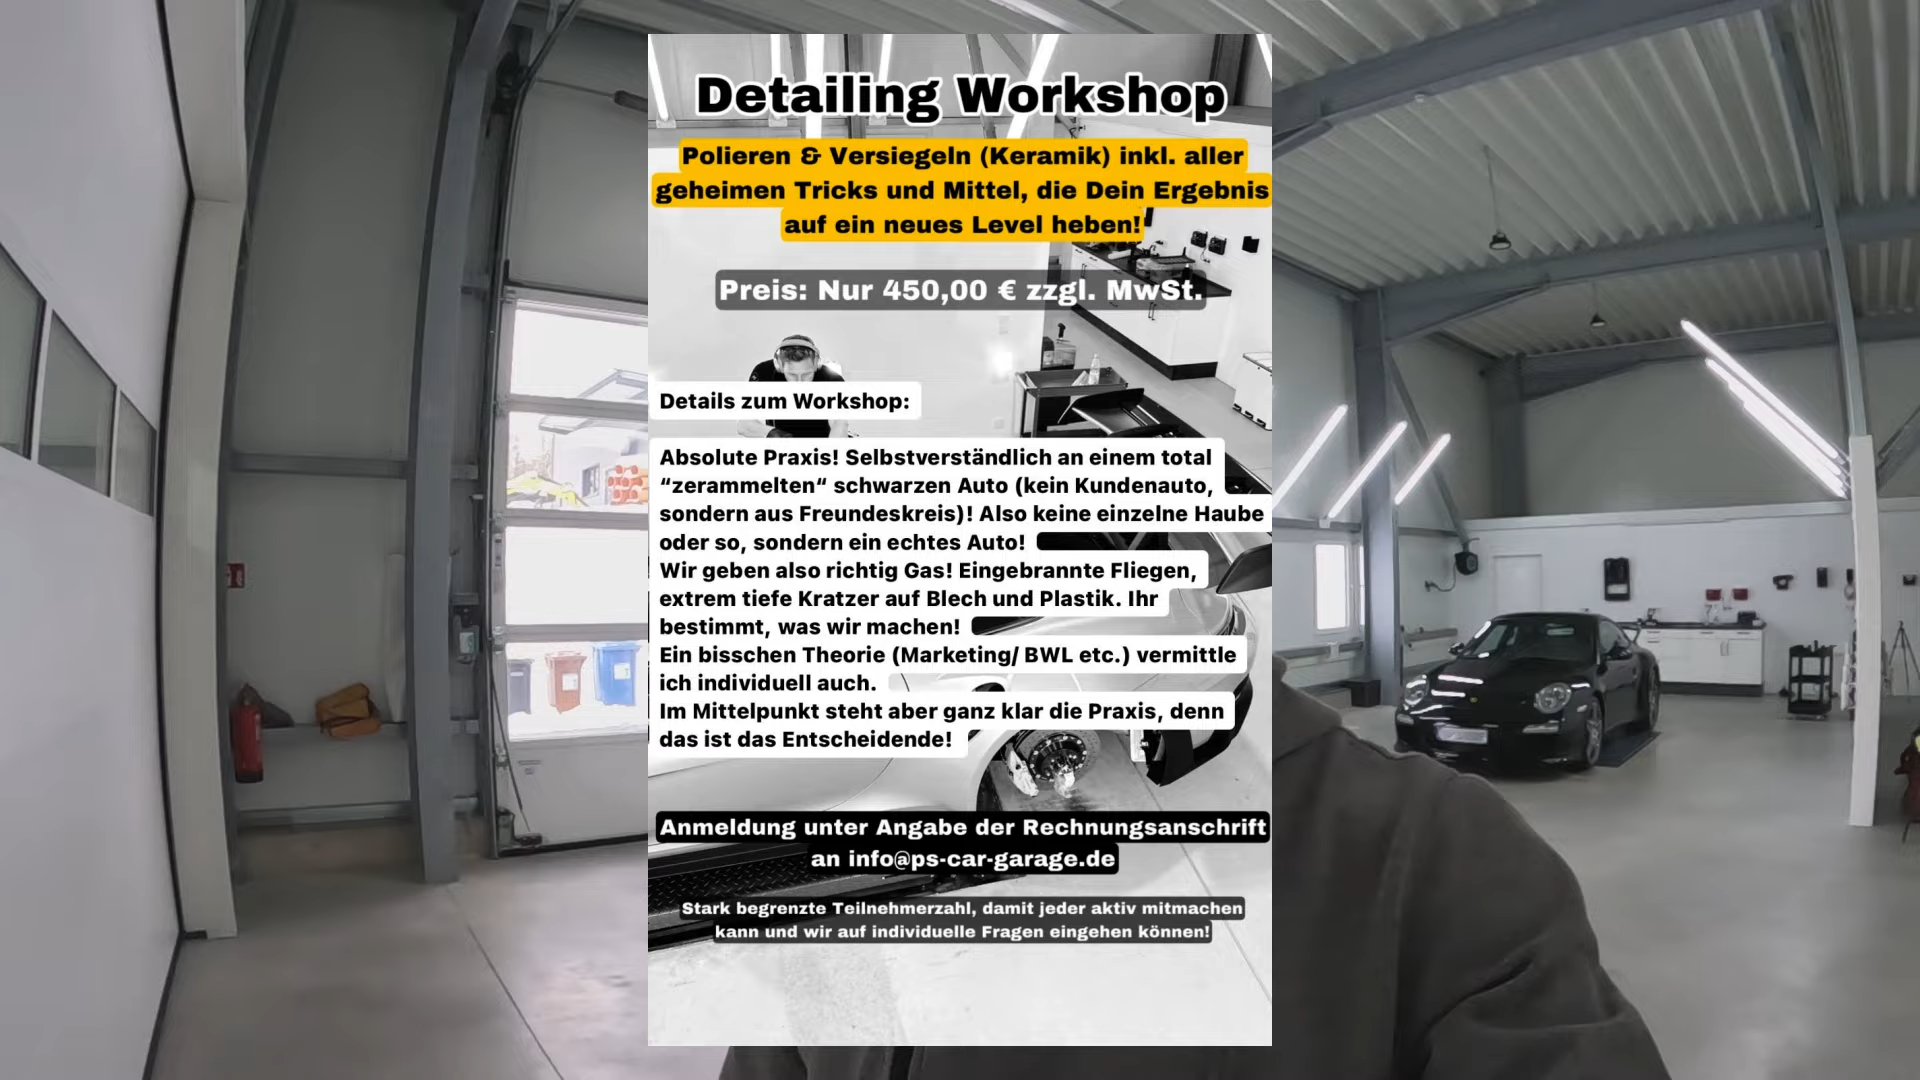 Detailing Workshop
Polieren & Versiegeln (Keramik) inkl. aller
geheimen Tricks und Mittel, die Dein Ergebnis
auf ein neues Level heben!
Preis: Nur 450,00 € zzgl. MwSt.
Details zum Workshop:
Absolute Praxis! Selbstverständlich an einem total
“zerammelten“ schwarzen Auto (kein Kundenauto,
sondern aus Freundeskreis)! Also keine einzelne Haube
oder so, sondern ein echtes Auto!
Wir geben also richtig Gas! Eingebrannte Fliegen,
extrem tiefe Kratzer auf Blech und Plastik. Ihr
bestimmt, was wir machen!
Ein bisschen Theorie (Marketing/ BWL etc.) vermittle
ich individuell auch.
Im Mittelpunkt steht aber ganz klar die Praxis, denn
das ist das Entscheidende!
Anmeldung unter Angabe der Rechnungsanschrift
an info@ps-car-garage.de
Stark begrenzte Teilnehmerzahl, damit jeder aktiv mitmachen
kann und wir auf individuelle Fragen eingehen können!